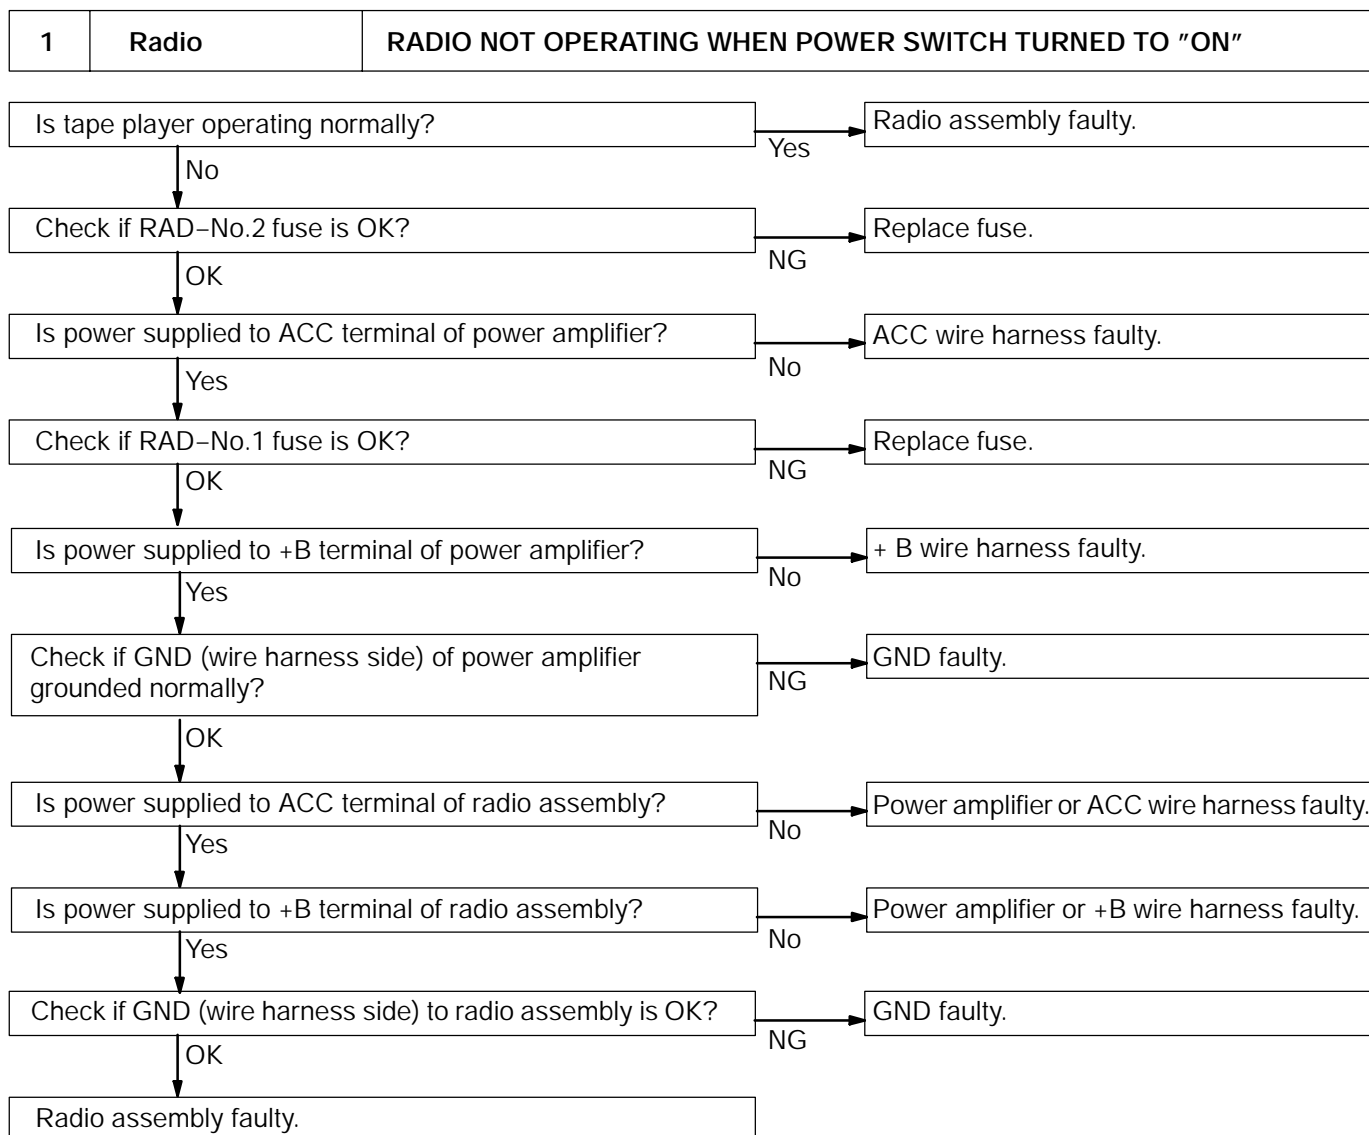 1 Radio RADIO NOT OPERATING WHEN POWER SWITCH TURNED TO ”ON”
Is tape player operating normally?
Yes
Radio assembly faulty.
No
Check if RAD–No.2 fuse is OK?
NG
Replace fuse.
OK
Is power supplied to ACC terminal of power amplifier?
No
ACC wire harness faulty.
Yes
Check if RAD–No.1 fuse is OK?
NG
Replace fuse.
OK
Is power supplied to +B terminal of power amplifier?
No
+ B wire harness faulty.
Yes
Check if GND (wire harness side) of power amplifier
grounded normally?
NG
GND faulty.
OK
Is power supplied to ACC terminal of radio assembly?
No
Power amplifier or ACC wire harness faulty.
Yes
Is power supplied to +B terminal of radio assembly?
No
Power amplifier or +B wire harness faulty.
Yes
Check if GND (wire harness side) to radio assembly is OK?
NG
GND faulty.
OK
Radio assembly faulty.